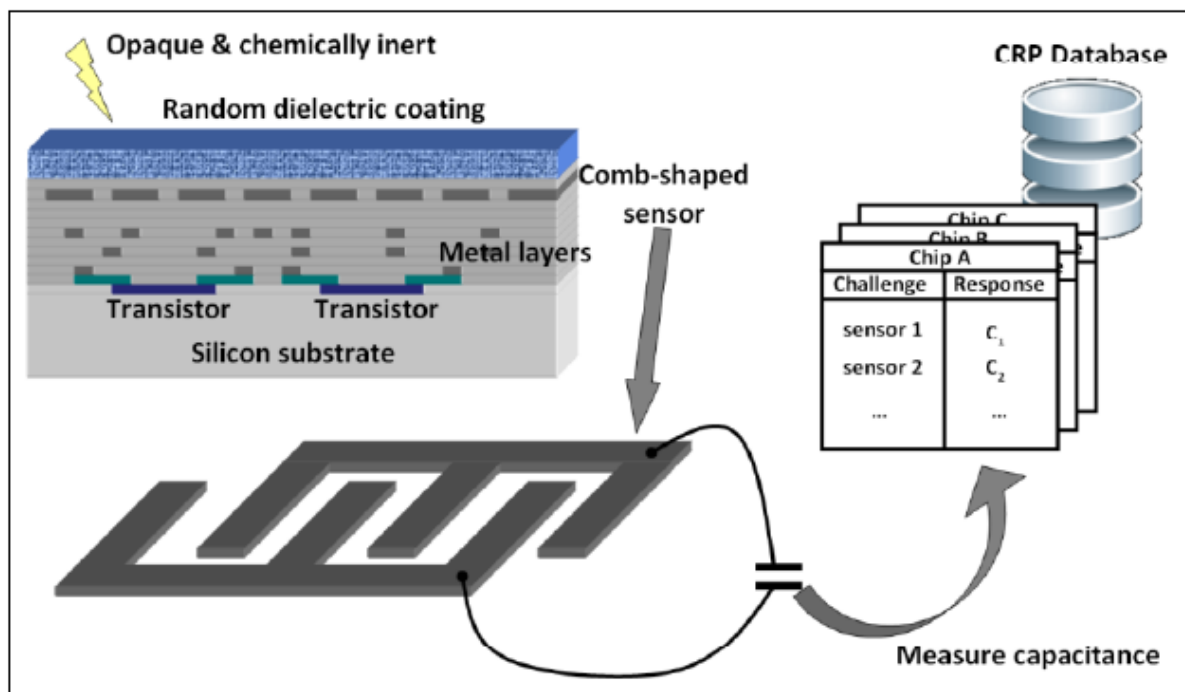 Opaque & chemically inert
Random dielectric coating
Comb-shaped
sensor
Metal layers
Transistor
Transistor
Silicon substrate
CRP Database
Chip C
Chip B
Chip A
Challenge Response
sensor 1 C₁
sensor 2 C₂
... ...
Measure capacitance